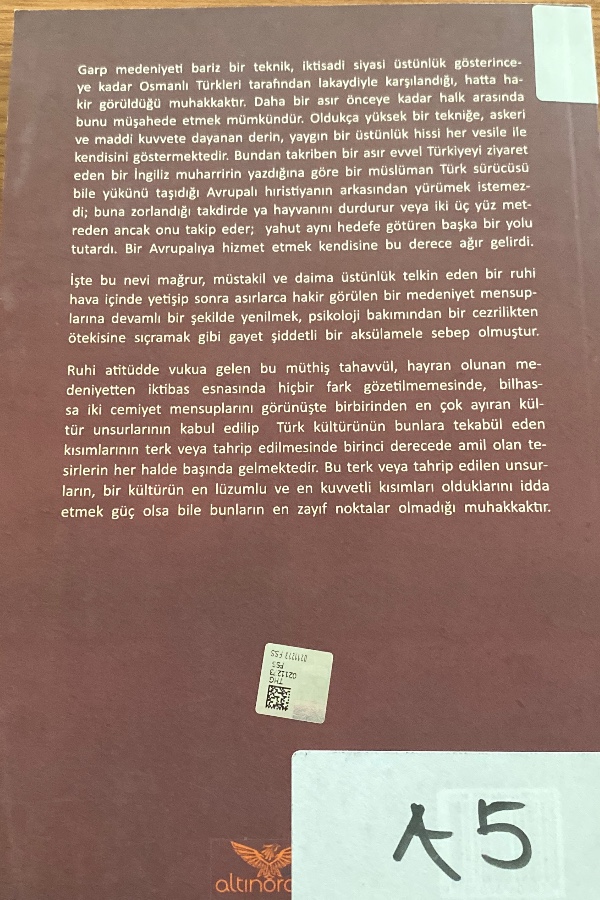 Garp medeniyeti bariz bir teknik, iktisadi siyasi üstünlük gösterince-
ye kadar Osmanlı Türkleri tarafından lakaydiyle karşılandığı, hatta ha-
kir görüldüğü muhakkaktır. Daha bir asır önceye kadar halk arasında
bunu müşahede etmek mümkündür. Oldukça yüksek bir tekniğe, askeri
ve maddi kuvvete dayanan derin, yaygın bir üstünlük hissi her vesile ile
kendisini göstermektedir. Bundan takriben bir asır evvel Türkiyeyi ziyaret
eden bir İngiliz muharririn yazdığına göre bir müslüman Türk sürücüsü
bile yükünü taşıdığı Avrupalı hıristiyanın arkasından yürümek istemez-
di; buna zorlandığı takdirde ya hayvanını durdurur veya iki üç yüz met-
reden ancak onu takip eder; yahut aynı hedefe götüren başka bir yolu
tutardı. Bir Avrupalıya hizmet etmek kendisine bu derece ağır gelirdi.
İşte bu nevi mağrur, müstakil ve daima üstünlük telkin eden bir ruhi
hava içinde yetişip sonra asırlarca hakir görülen bir medeniyet mensup-
larına devamlı bir şekilde yenilmek, psikoloji bakımından bir cezrilikten
ötekisine sıçramak gibi gayet şiddetli bir aksülamele sebep olmuştur.
Ruhi atitüdde vukua gelen bu müthiş tahavvül, hayran olunan me-
deniyetten iktibas esnasında hiçbir fark gözetilmemesinde, bilhas-
sa iki cemiyet mensuplarını görünüşte birbirinden en çok ayıran kül-
tür unsurlarının kabul edilip Türk kültürünün bunlara tekabül eden
kısımlarının terk veya tahrip edilmesinde birinci derecede amil olan te-
sirlerin her halde başında gelmektedir. Bu terk veya tahrip edilen unsur-
ların, bir kültürün en lüzumlu ve en kuvvetli kısımları olduklarını idda
etmek güç olsa bile bunların en zayıf noktalar olmadığı muhakkaktır.
THG
PSS
A5